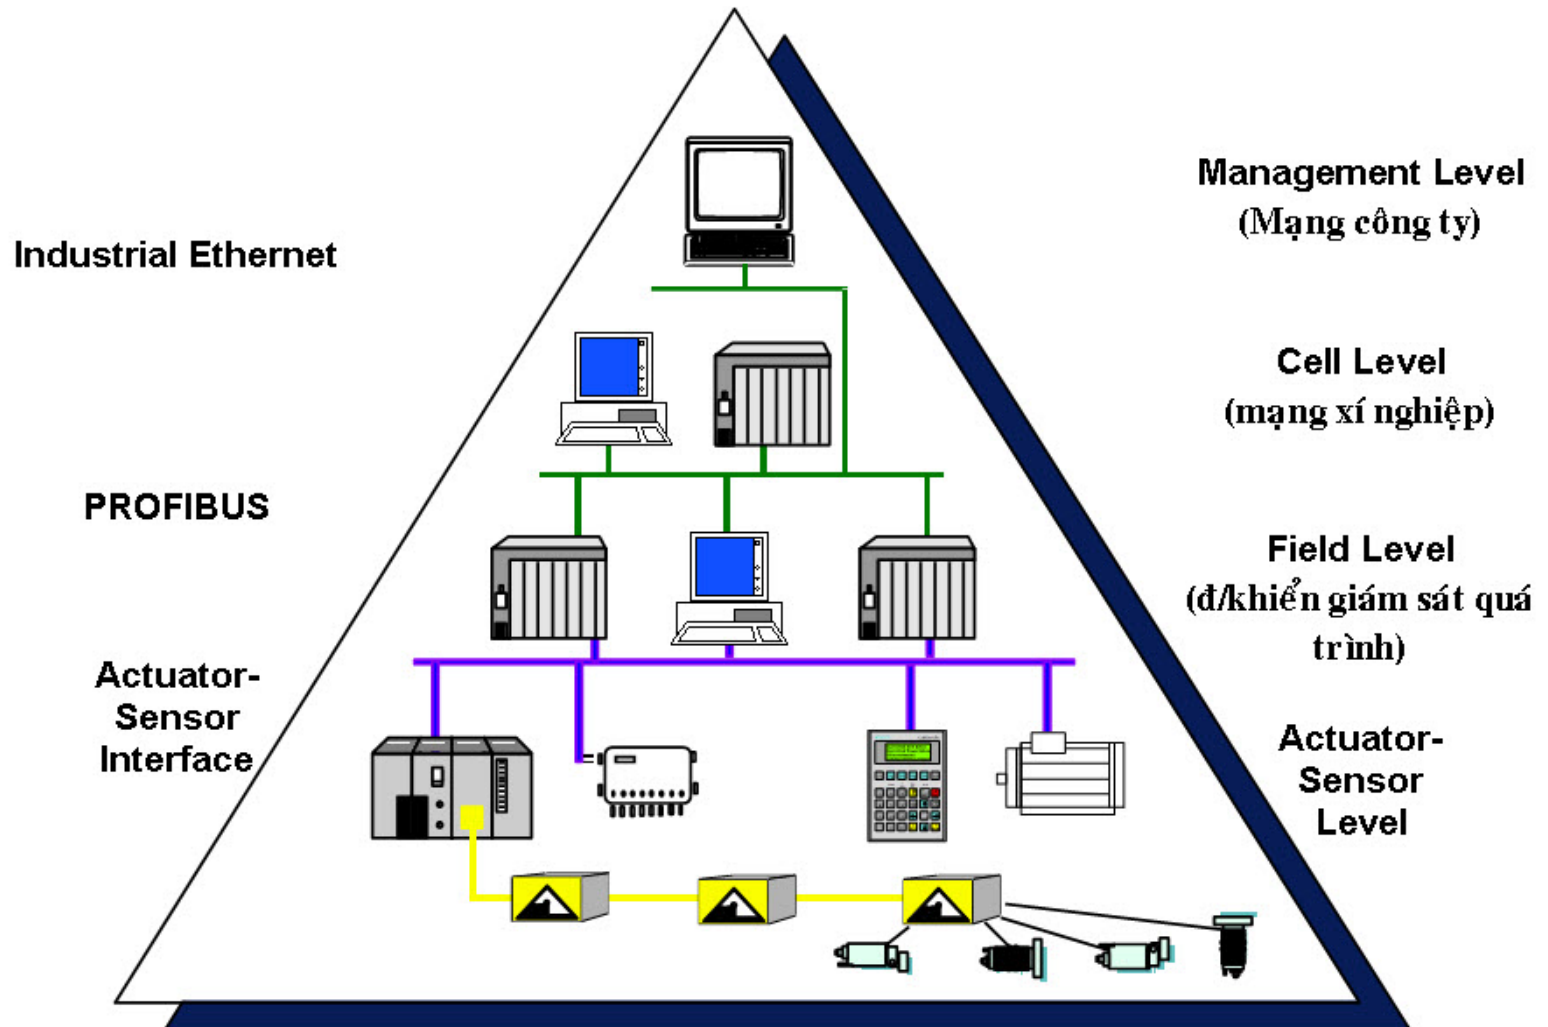 Industrial Ethernet
PROFIBUS
Actuator-
Sensor
Interface
Management Level
(Mạng công ty)
Cell Level
(mạng xí nghiệp)
Field Level
(đ/khiển giám sát quá
trình)
Actuator-
Sensor
Level